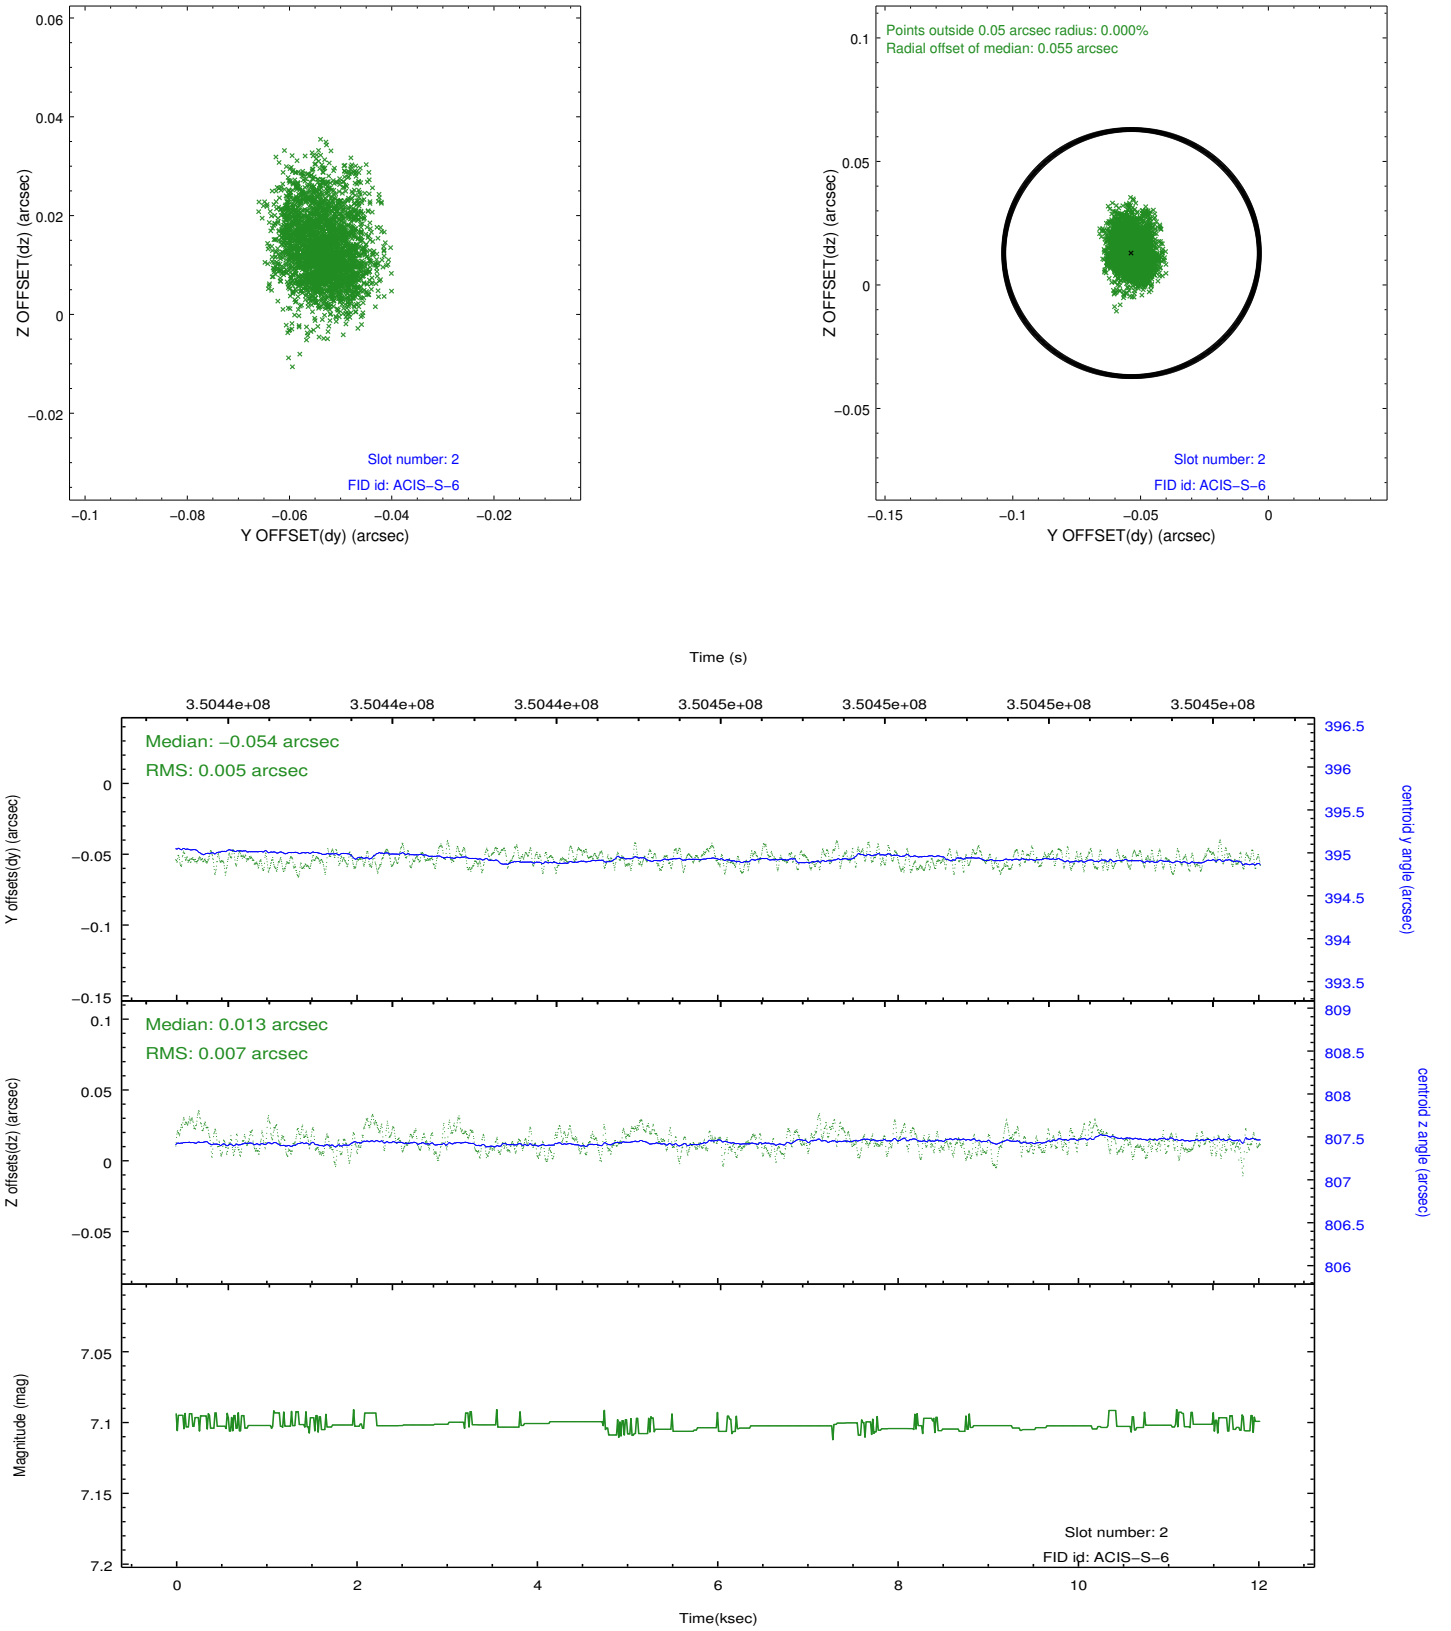 0.06
0.04
0.02
0
−0.02
Z OFFSET(dz) (arcsec)
Slot number: 2
FID id: ACIS−S−6
−0.1 −0.08 −0.06 −0.04 −0.02
Y OFFSET(dy) (arcsec)
Points outside 0.05 arcsec radius: 0.000%
Radial offset of median: 0.055 arcsec
0.1
0.05
0
−0.05
Z OFFSET(dz) (arcsec)
Slot number: 2
FID id: ACIS−S−6
−0.15 −0.1 −0.05 0
Y OFFSET(dy) (arcsec)
Time (s)
3.5044e+08 3.5044e+08 3.5044e+08 3.5045e+08 3.5045e+08 3.5045e+08 3.5045e+08
Median: −0.054 arcsec
RMS: 0.005 arcsec
0
−0.05
−0.1
−0.15
Y offsets(dy) (arcsec)
396.5
396
395.5
395
394.5
394
393.5
centroid y angle (arcsec)
Median: 0.013 arcsec
RMS: 0.007 arcsec
0.1
0.05
0
−0.05
Z offsets(dz) (arcsec)
809
808.5
808
807.5
807
806.5
806
centroid z angle (arcsec)
7.05
7.1
7.15
7.2
Magnitude (mag)
Slot number: 2
FID id: ACIS−S−6
0 2 4 6 8 10 12
Time(ksec)